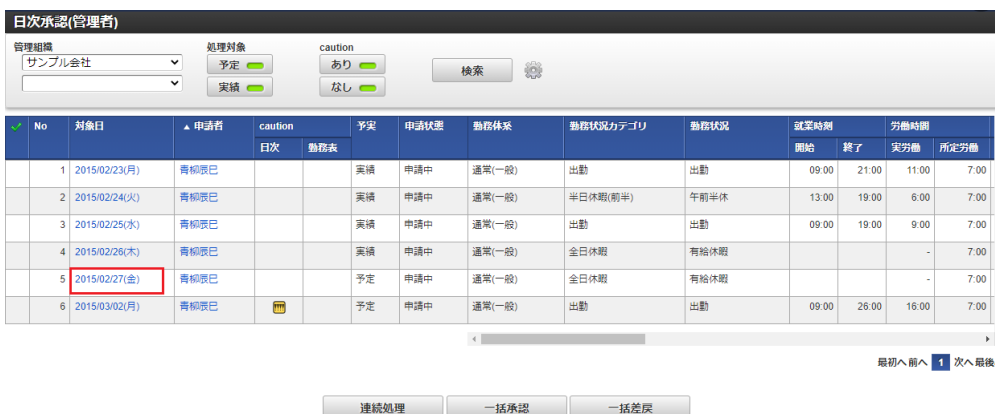 日次承認(管理者)
管理組織 処理対象 caution
サンプル会社 予定 あり 検索
実績 なし
No 対象日 ▲ 申請者 caution 予実 申請状態 勤務体系 勤務状況カテゴリ 勤務状況 就業時刻 労働時間
日次 勤務表 開始 終了 実労働 所定労働
1 2015/02/23(月) 青柳辰巳 実績 申請中 通常(一般) 出勤 出勤 09:00 21:00 11:00 7:00
2 2015/02/24(火) 青柳辰巳 実績 申請中 通常(一般) 半日休暇(前半) 午前半休 13:00 19:00 6:00 7:00
3 2015/02/25(水) 青柳辰巳 実績 申請中 通常(一般) 出勤 出勤 09:00 19:00 9:00 7:00
4 2015/02/26(木) 青柳辰巳 実績 申請中 通常(一般) 全日休暇 有給休暇 - 7:00
5 2015/02/27(金) 青柳辰巳 予定 申請中 通常(一般) 全日休暇 有給休暇 - 7:00
6 2015/03/02(月) 青柳辰巳 予定 申請中 通常(一般) 出勤 出勤 09:00 26:00 16:00 7:00
最初へ 前へ 1 次へ 最後
連続処理 一括承認 一括差戻